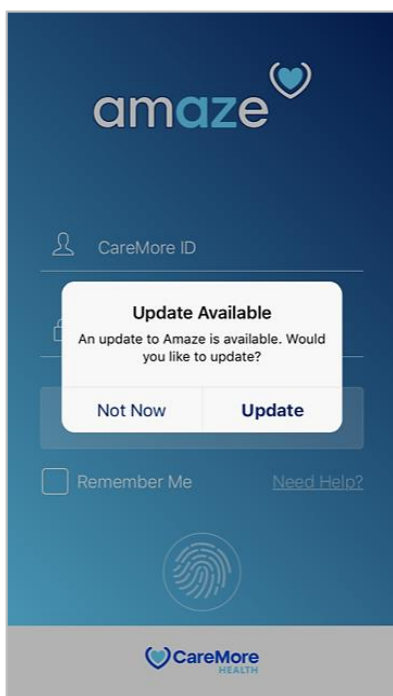 amaze
CareMore ID
Update Available
An update to Amaze is available. Would
you like to update?
Not Now
Update
Remember Me
Need Help?
CareMore
HEALTH